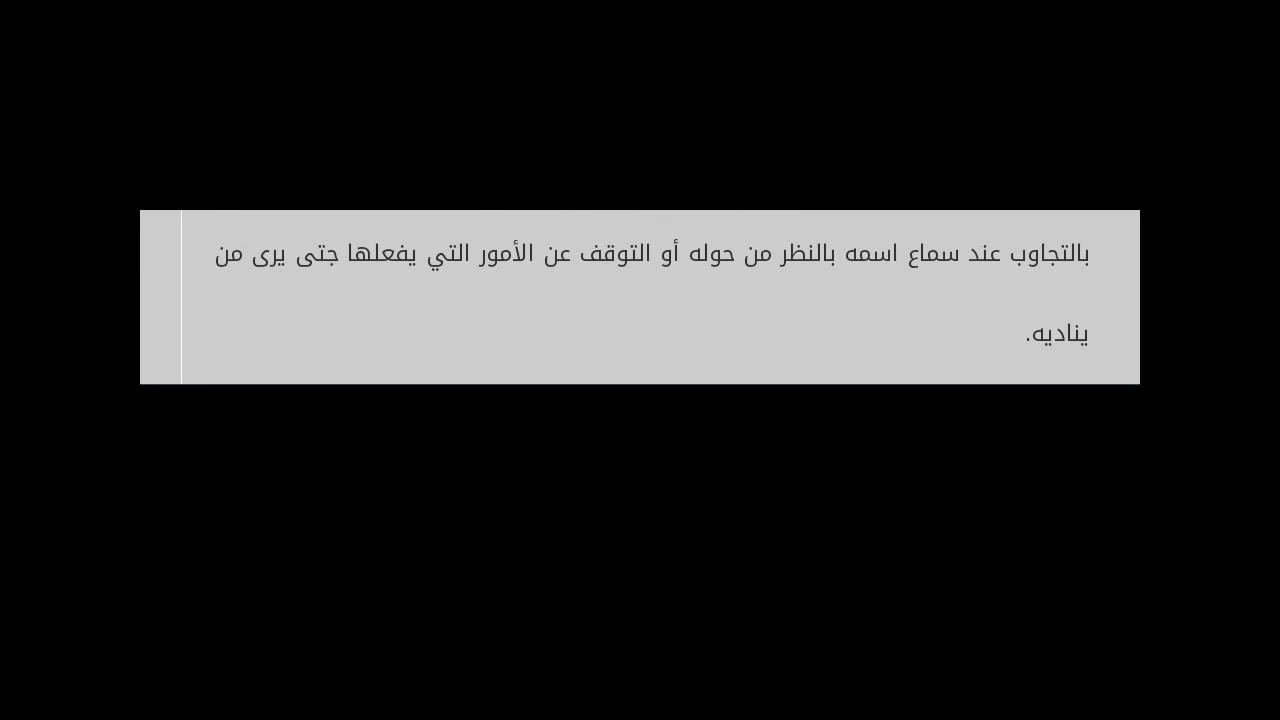 بالتجاوب عند سماع اسمه بالنظر من حوله أو التوقف عن الأمور التي يفعلها جتى يرى من
يناديه.